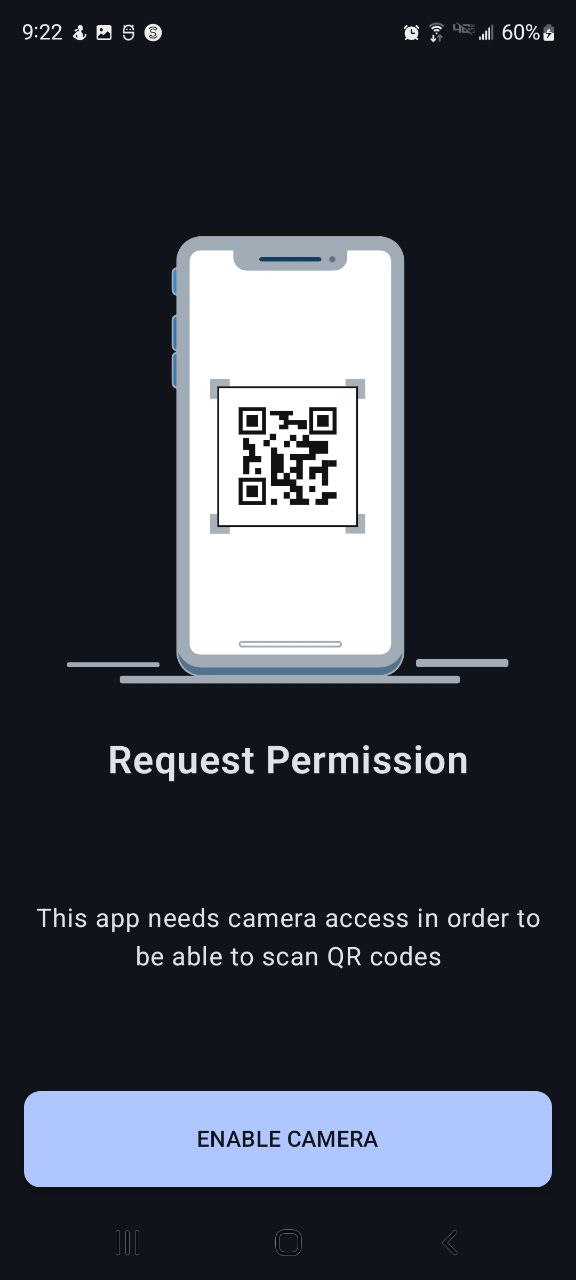 9:22
60%
Request Permission
This app needs camera access in order to
be able to scan QR codes
ENABLE CAMERA